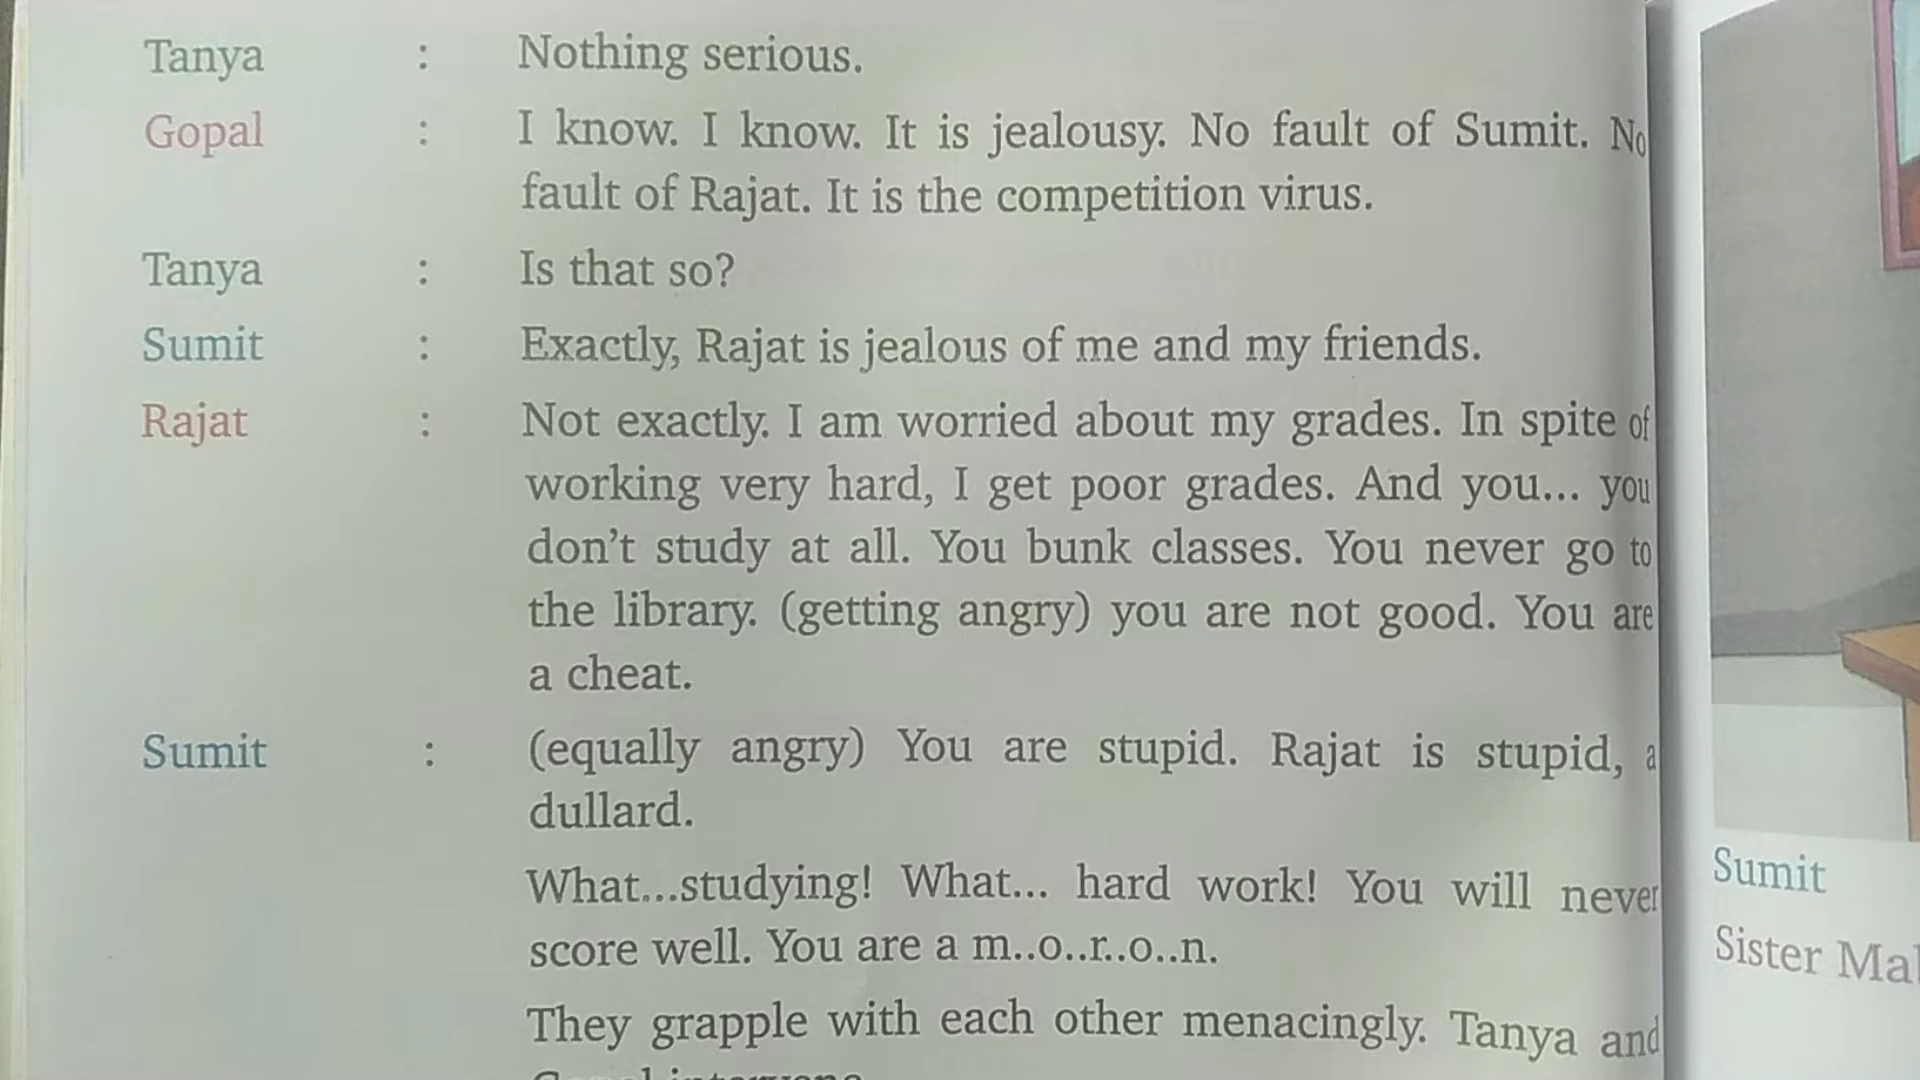 Tanya : Nothing serious.
Gopal : I know. I know. It is jealousy. No fault of Sumit. No
fault of Rajat. It is the competition virus.
Tanya : Is that so?
Sumit : Exactly, Rajat is jealous of me and my friends.
Rajat : Not exactly. I am worried about my grades. In spite of
working very hard, I get poor grades. And you... you
don't study at all. You bunk classes. You never go to
the library. (getting angry) you are not good. You are
a cheat.
Sumit : (equally angry) You are stupid. Rajat is stupid, a
dullard.
What...studying! What... hard work! You will never
score well. You are a m..o..r..o..n.
They grapple with each other menacingly. Tanya and
Sumit
Sister